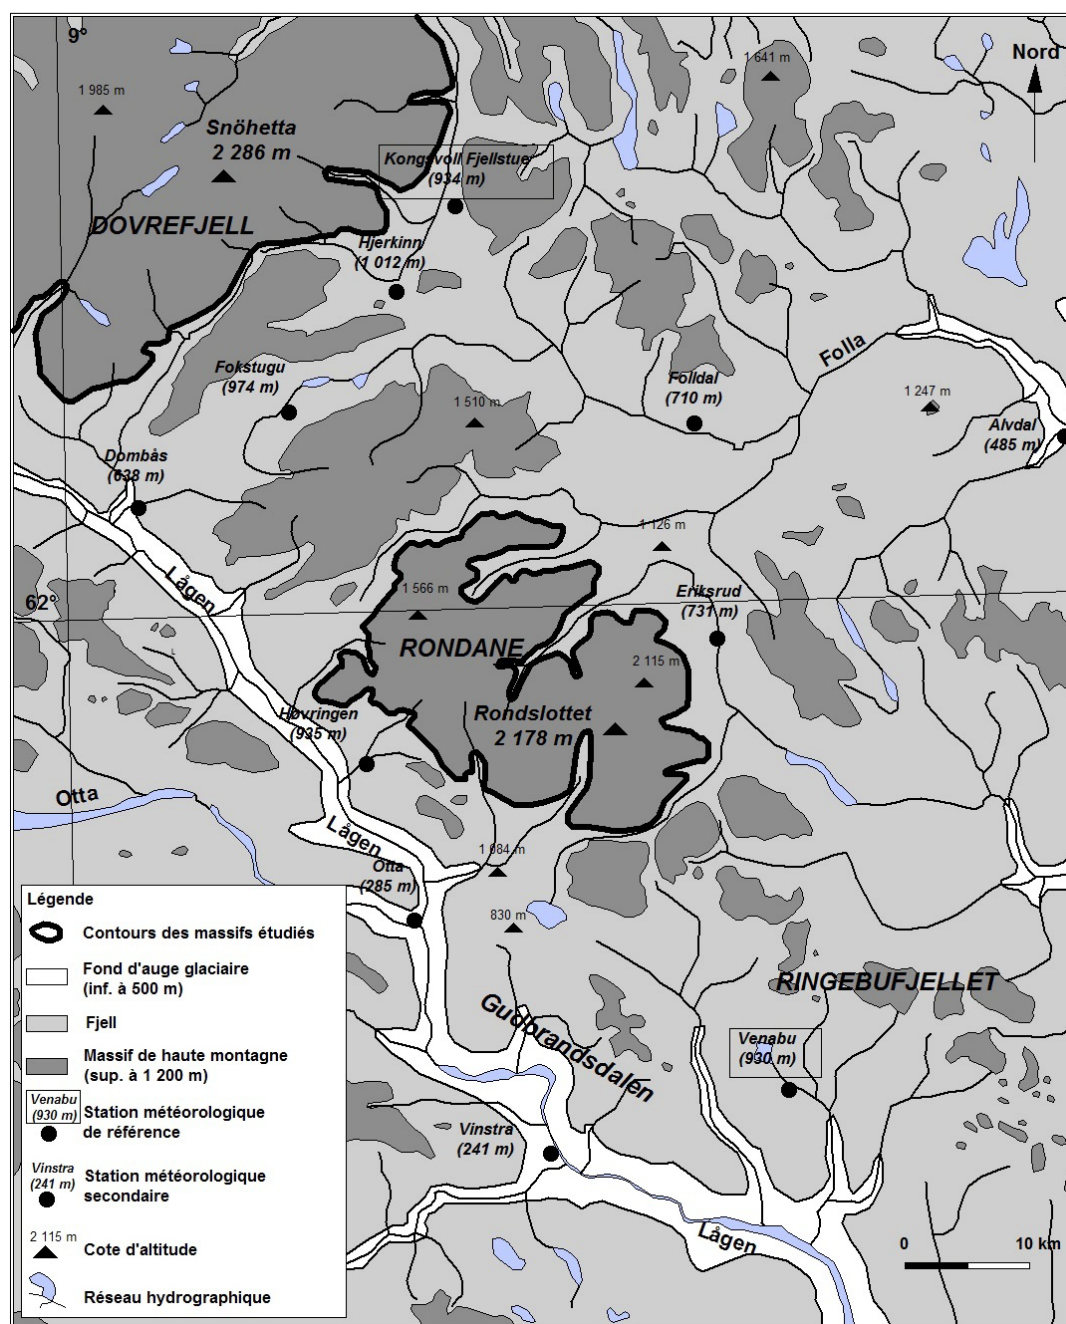 9°
1 641 m
Nord
1 985 m
Snöhetta
2 286 m
Kongsvoll Fjellstue
(934 m)
DOVREFJELL
Hjerkinn
(1 012 m)
Folla
Fokstugu
(974 m)
Folldal
(710 m)
1 247 m
1 510 m
Alvdal
(485 m)
Dombås
(638 m)
1 126 m
Lågen
1 566 m
Eriksrud
(731 m)
62°
RONDANE
2 115 m
Høvringen
(935 m)
Rondslottet
2 178 m
Otta
Lågen
1 084 m
Otta
(285 m)
830 m
RINGEBUFJELLET
Gudbrandsdalen
Venabu
(930 m)
Vinstra
(241 m)
Lågen
0
10 km
Légende
Contours des massifs étudiés
Fond d'auge glaciaire
(inf. à 500 m)
Fjell
Massif de haute montagne
(sup. à 1 200 m)
Venabu
(930 m)
Station météorologique
de référence
Vinstra
(241 m)
Station météorologique
secondaire
2 115 m
Cote d'altitude
Réseau hydrographique